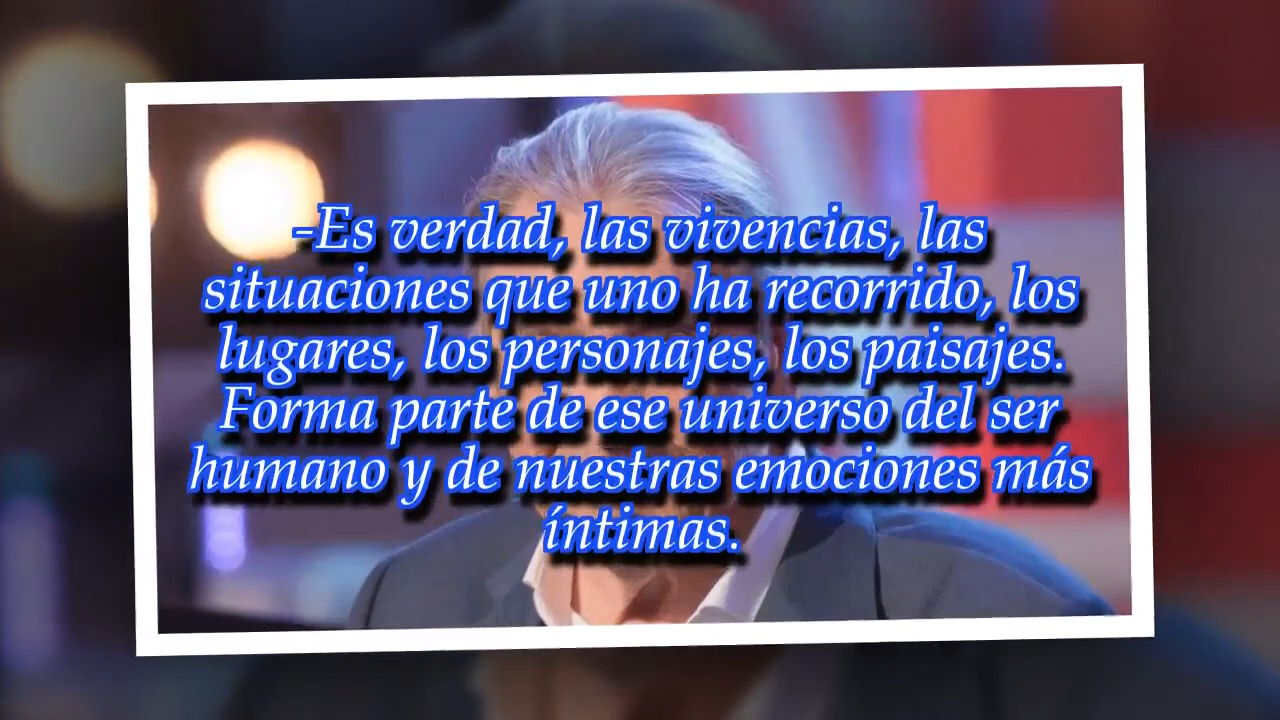 -Es verdad, las vivencias, las
situaciones que uno ha recorrido, los
lugares, los personajes, los paisajes.
Forma parte de ese universo del ser
humano y de nuestras emociones más
íntimas.